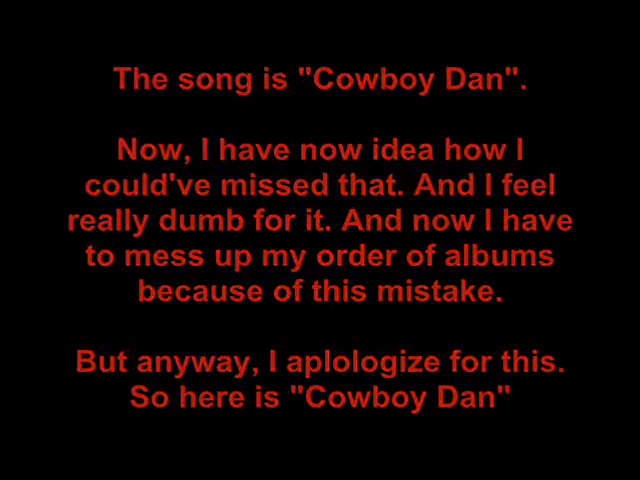 The song is "Cowboy Dan".
Now, I have now idea how I
could've missed that. And I feel
really dumb for it. And now I have
to mess up my order of albums
because of this mistake.
But anyway, I aplologize for this.
So here is "Cowboy Dan"